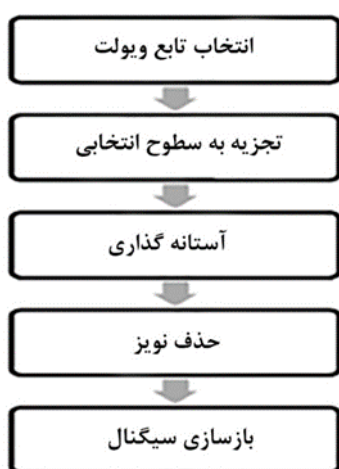 انتخاب تابع ویولت
تجزیه به سطوح انتخابی
آستانه گذاری
حذف نویز
بازسازی سیگنال